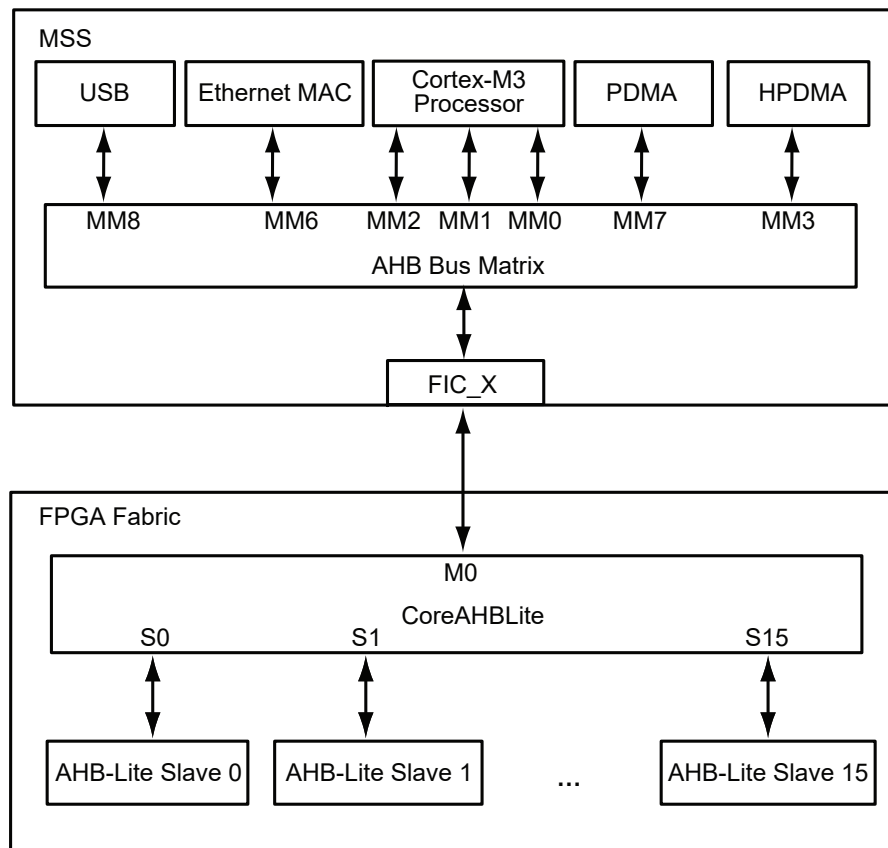 MSS
USB
Ethernet MAC
Cortex-M3
Processor
PDMA
HPDMA
MM8
MM6
MM2
MM1
MM0
MM7
MM3
AHB Bus Matrix
FIC_X
FPGA Fabric
M0
CoreAHBLite
S0
S1
S15
AHB-Lite Slave 0
AHB-Lite Slave 1
...
AHB-Lite Slave 15